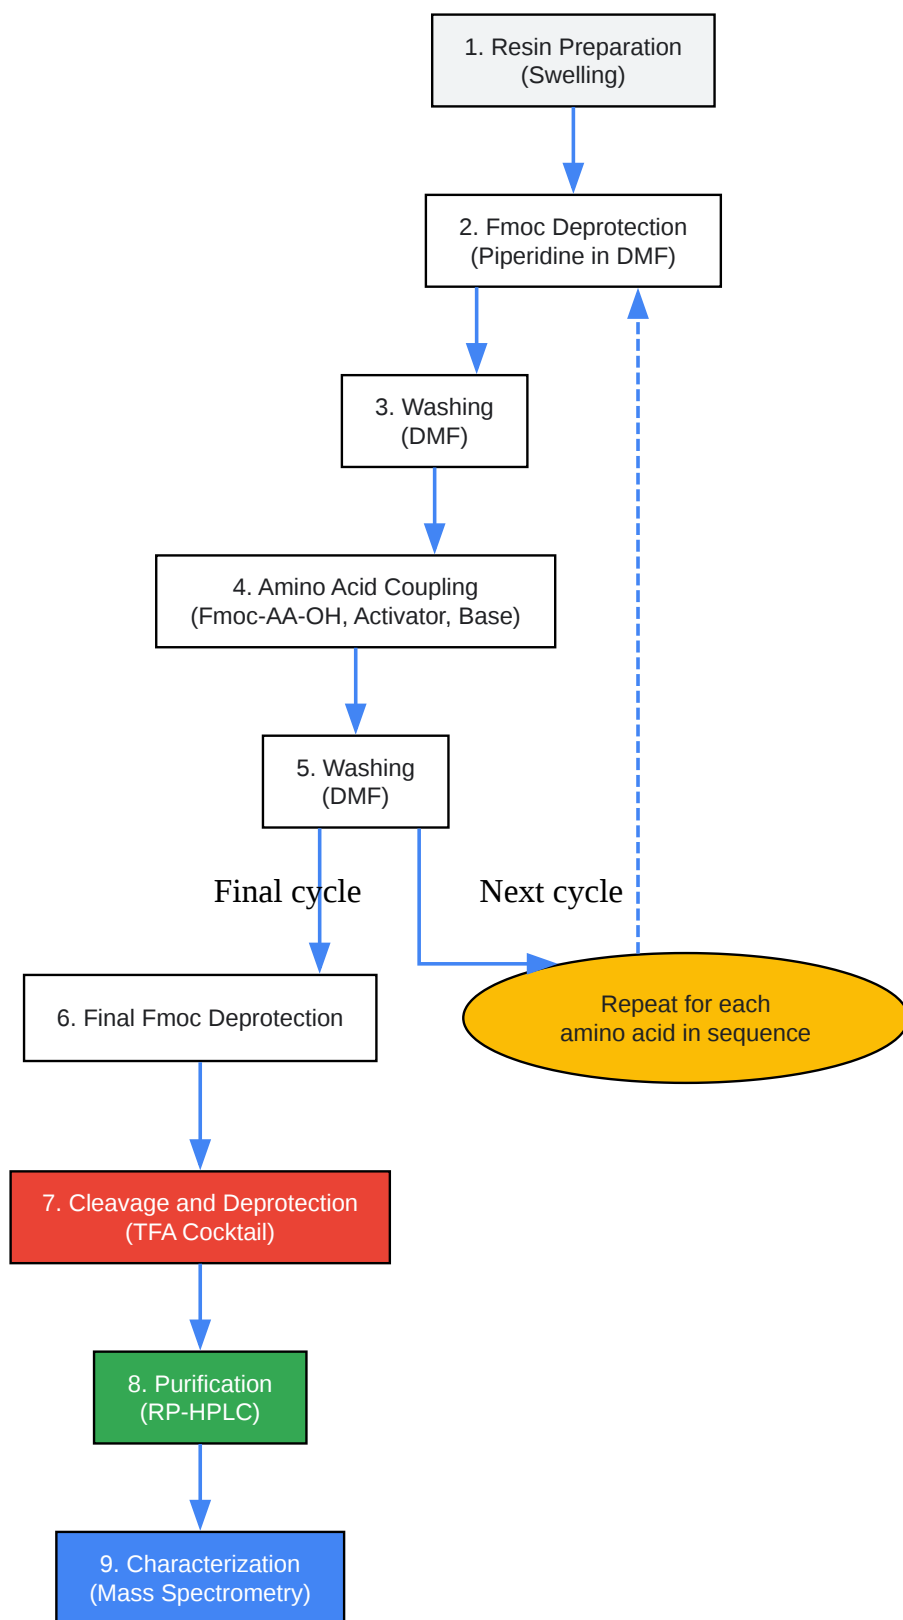 1. Resin Preparation
(Swelling)
2. Fmoc Deprotection
(Piperidine in DMF)
3. Washing
(DMF)
4. Amino Acid Coupling
(Fmoc-AA-OH, Activator, Base)
5. Washing
(DMF)
Final cycle
Next cycle
6. Final Fmoc Deprotection
Repeat for each
amino acid in sequence
7. Cleavage and Deprotection
(TFA Cocktail)
8. Purification
(RP-HPLC)
9. Characterization
(Mass Spectrometry)